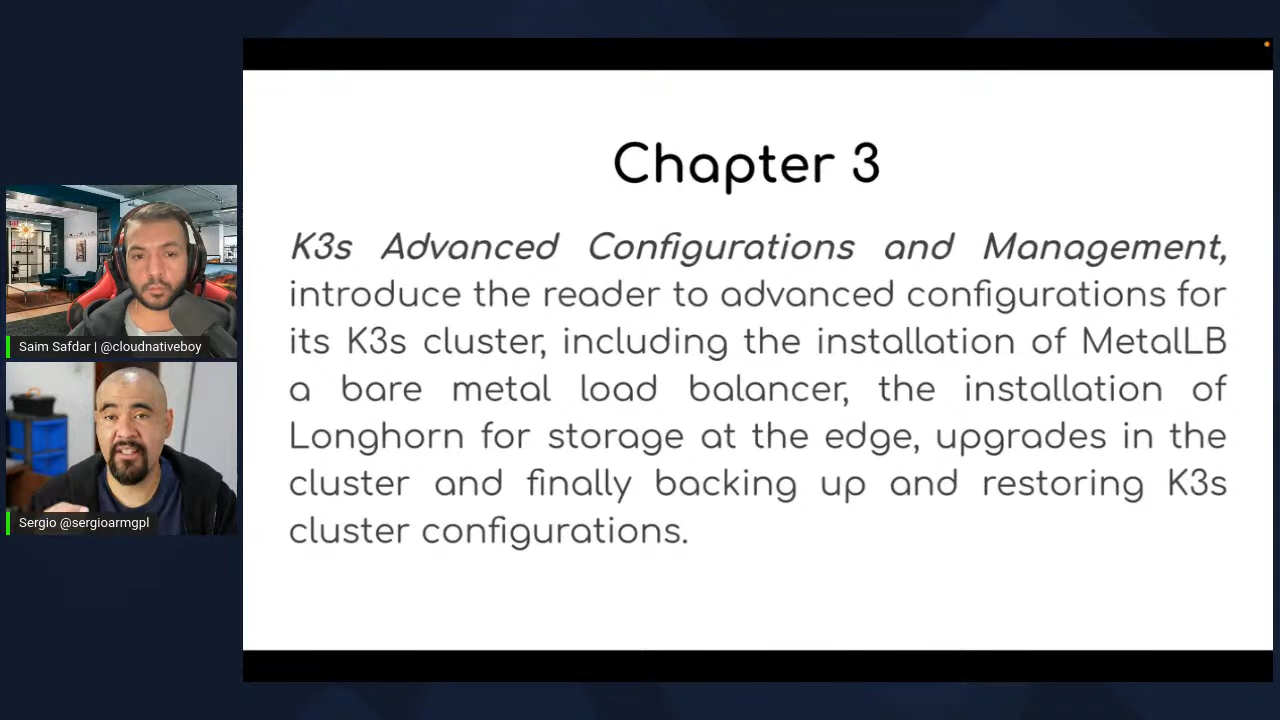 Chapter 3
K3s Advanced Configurations and Management,
introduce the reader to advanced configurations for
its K3s cluster, including the installation of MetalLB
a bare metal load balancer, the installation of
Longhorn for storage at the edge, upgrades in the
cluster and finally backing up and restoring K3s
cluster configurations.
Saim Safdar | @cloudnativeboy
Sergio @sergioarmgpl